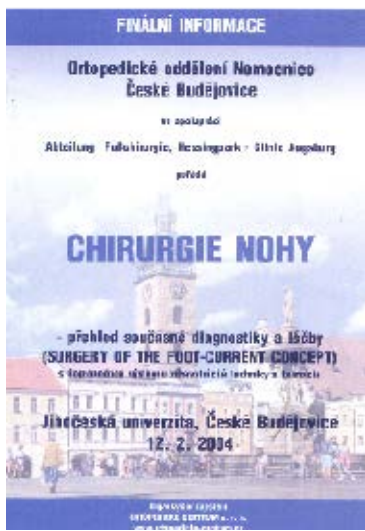 FINÁLNÍ INFORMACE
Ortopedické oddělení Nemocnice
České Budějovice
ve spolupráci
Abteilung Fußchirurgie, Hessingpark - Clinic Augsburg
pořádá
CHIRURGIE NOHY
- přehled současné diagnostiky a léčby
(SURGERY OF THE FOOT-CURRENT CONCEPT)
Jihočeská univerzita, České Budějovice
12. 2. 2004